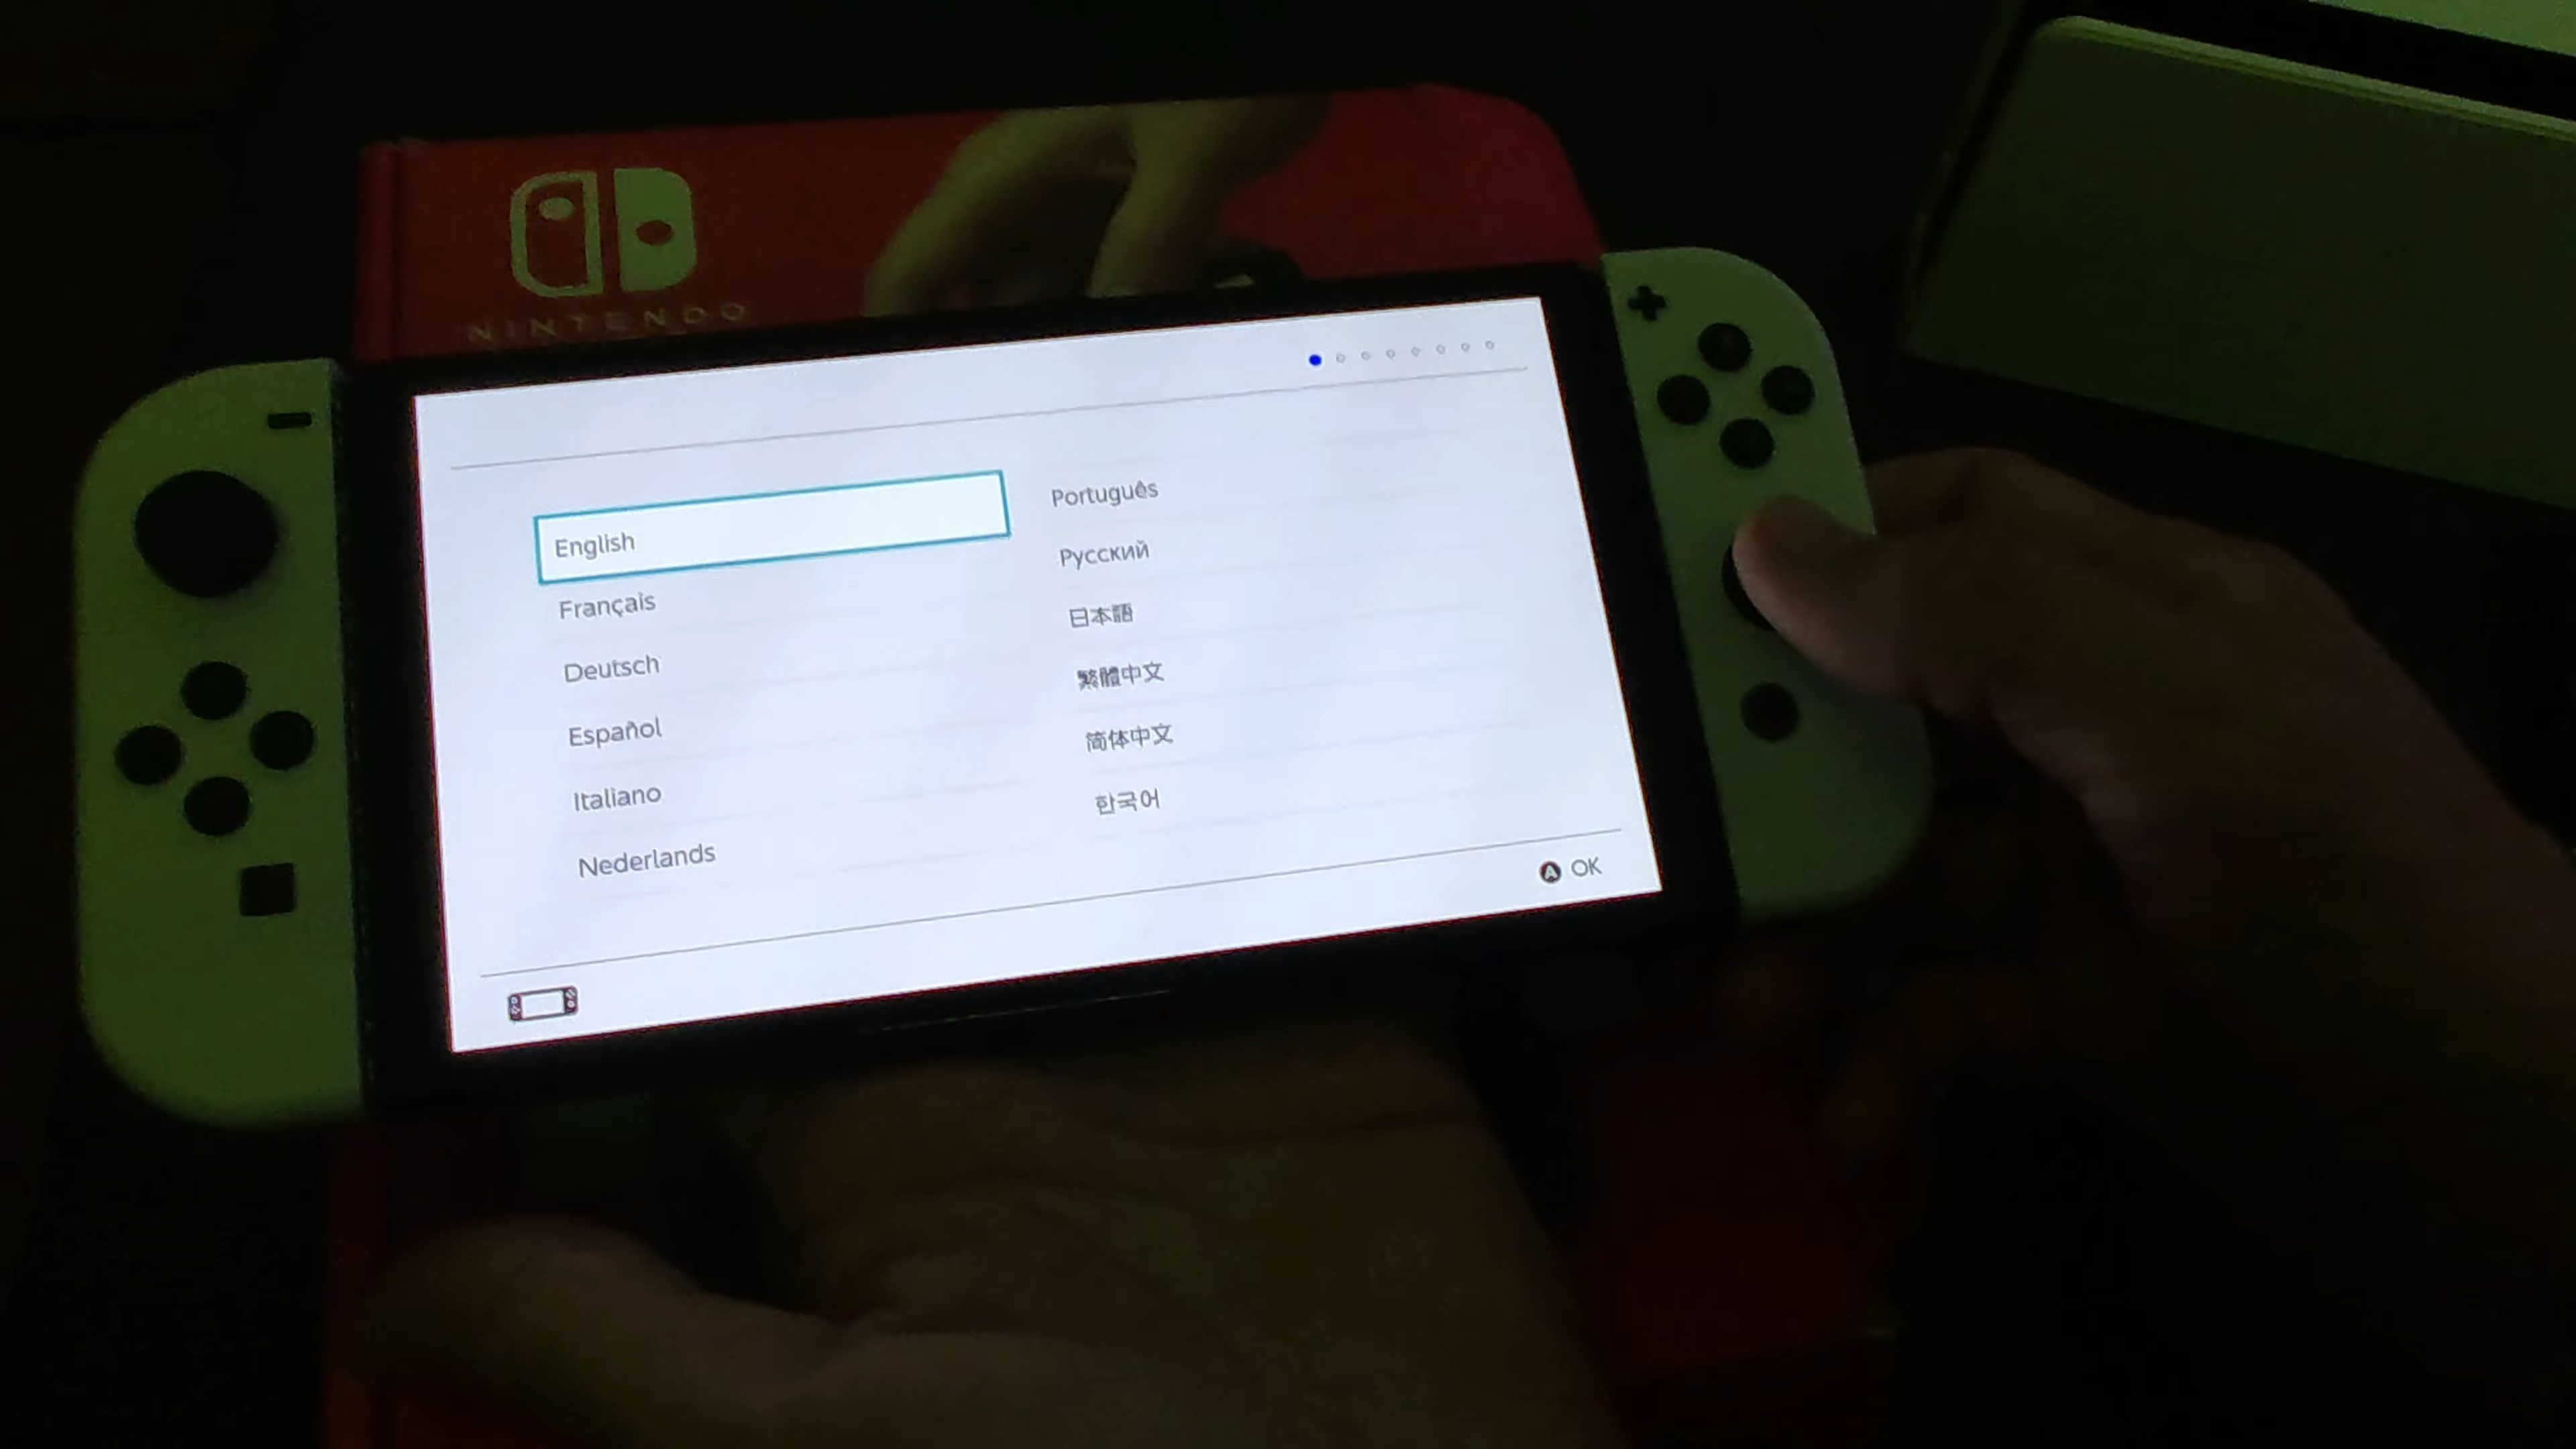 NINTENDO
English
Français
Deutsch
Español
Italiano
Nederlands
Português
Русский
日本語
繁體中文
简体中文
한국어
A OK